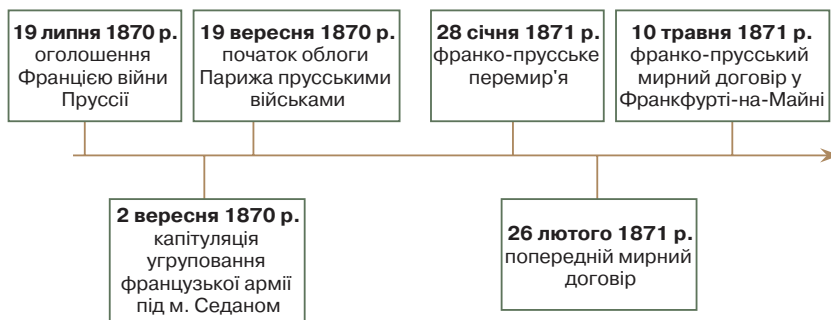 19 липня 1870 р.
оголошення
Францією війни
Пруссії
19 вересня 1870 р.
початок облоги
Парижа прусськими
військами
28 січня 1871 р.
франко-прусське
перемир’я
10 травня 1871 р.
франко-прусський
мирний договір у
Франкфурті-на-Майні
2 вересня 1870 р.
капітуляція
угруповання
французької армії
під м. Седаном
26 лютого 1871 р.
попередній мирний
договір